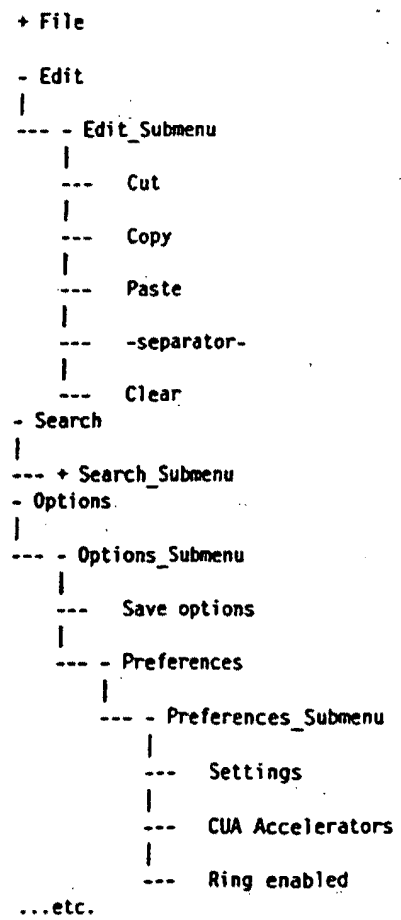 + File
- Edit
|
--- - Edit_Submenu
|
--- Cut
|
--- Copy
|
--- Paste
|
--- -separator-
|
--- Clear
- Search
|
--- + Search_Submenu
- Options
|
--- - Options_Submenu
|
--- Save options
|
--- - Preferences
|
--- - Preferences_Submenu
|
--- Settings
|
--- CUA Accelerators
|
--- Ring enabled
...etc.